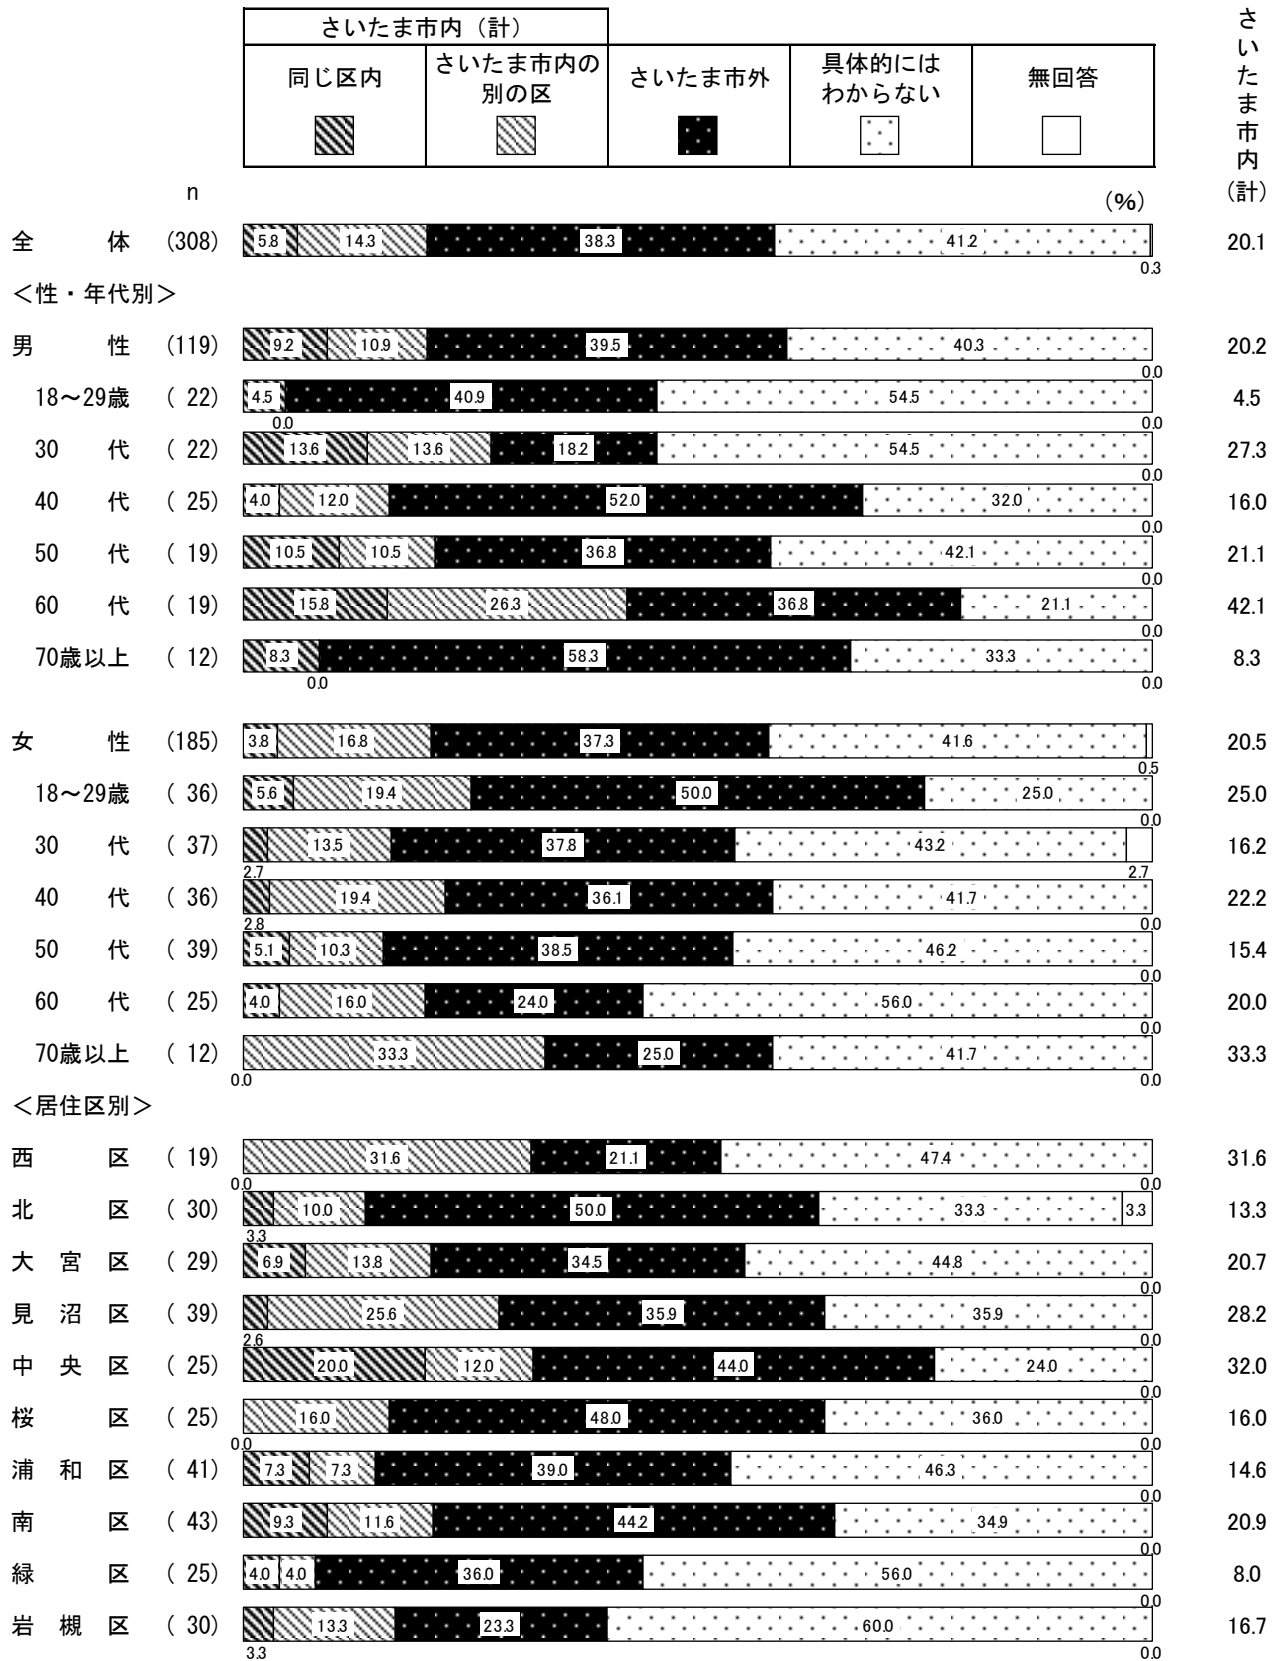 さいたま市内（計）
同じ区内
さいたま市内の
別の区
さいたま市外
具体的には
わからない
無回答
さいたま市内(計)
n
（%）
全体 (308) 5.8 14.3 38.3 41.2 0.3 20.1
＜性・年代別＞
男性 (119) 9.2 10.9 39.5 40.3 0.0 20.2
18～29歳 ( 22) 4.5 0.0 40.9 54.5 0.0 4.5
30代 ( 22) 13.6 13.6 18.2 54.5 0.0 27.3
40代 ( 25) 4.0 12.0 52.0 32.0 0.0 16.0
50代 ( 19) 10.5 10.5 36.8 42.1 0.0 21.1
60代 ( 19) 15.8 26.3 36.8 21.1 0.0 42.1
70歳以上 ( 12) 8.3 0.0 58.3 33.3 0.0 8.3
女性 (185) 3.8 16.8 37.3 41.6 0.5 20.5
18～29歳 ( 36) 5.6 19.4 50.0 25.0 0.0 25.0
30代 ( 37) 2.7 13.5 37.8 43.2 2.7 16.2
40代 ( 36) 2.8 19.4 36.1 41.7 0.0 22.2
50代 ( 39) 5.1 10.3 38.5 46.2 0.0 15.4
60代 ( 25) 4.0 16.0 24.0 56.0 0.0 20.0
70歳以上 ( 12) 0.0 33.3 25.0 41.7 0.0 33.3
＜居住区別＞
西区 ( 19) 0.0 31.6 21.1 47.4 0.0 31.6
北区 ( 30) 3.3 10.0 50.0 33.3 3.3 13.3
大宮区 ( 29) 6.9 13.8 34.5 44.8 0.0 20.7
見沼区 ( 39) 2.6 25.6 35.9 35.9 0.0 28.2
中央区 ( 25) 20.0 12.0 44.0 24.0 0.0 32.0
桜区 ( 25) 0.0 16.0 48.0 36.0 0.0 16.0
浦和区 ( 41) 7.3 7.3 39.0 46.3 0.0 14.6
南区 ( 43) 9.3 11.6 44.2 34.9 0.0 20.9
緑区 ( 25) 4.0 4.0 36.0 56.0 0.0 8.0
岩槻区 ( 30) 3.3 13.3 23.3 60.0 0.0 16.7